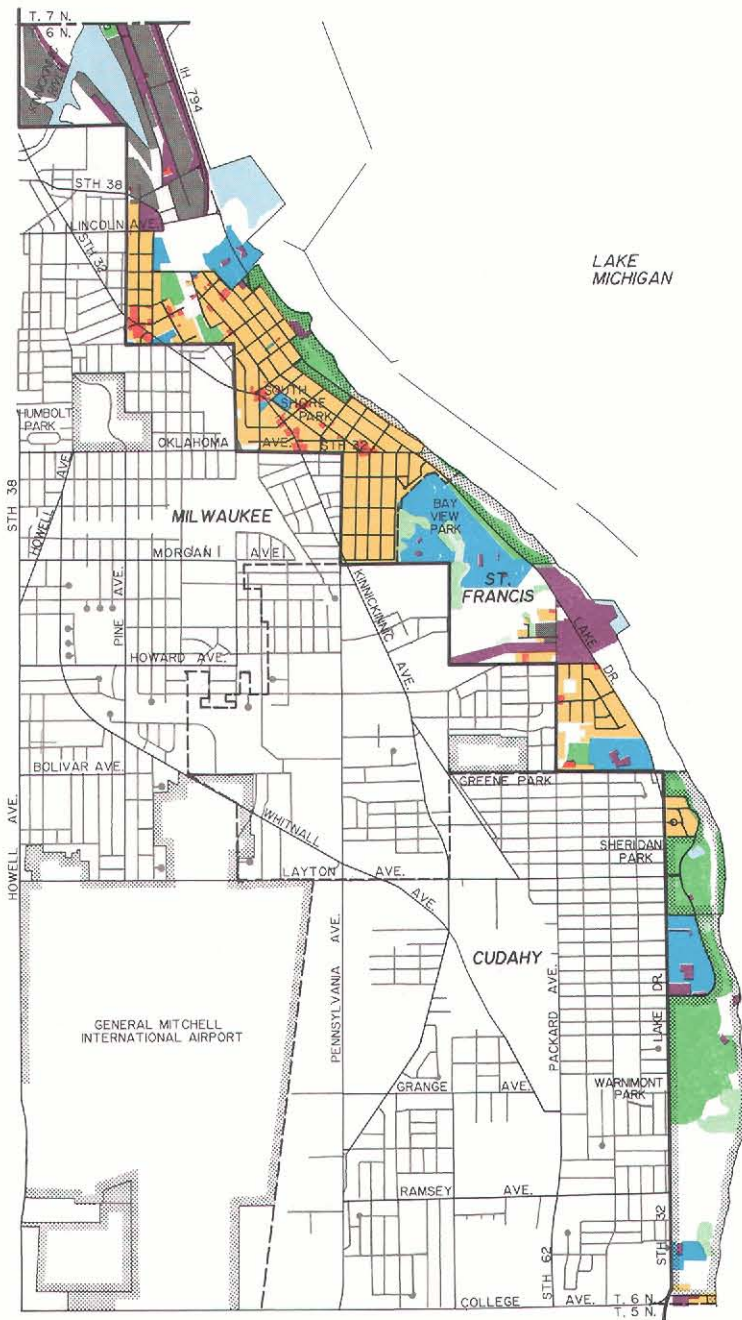 T. 7 N.
T. 6 N.
KINNICKINNIC
RIVER
IH 794
STH 38
LINCOLN AVE.
STH 32
LAKE
MICHIGAN
SOUTH
SHORE
PARK
HUMBOLT
PARK
OKLAHOMA AVE.
STH 32
STH 38
HOWELL AVE.
MILWAUKEE
BAY
VIEW
PARK
MORGAN AVE.
PINE AVE.
KINNICKINNIC AVE.
ST.
FRANCIS
LAKE DR.
HOWARD AVE.
BOLIVAR AVE.
GREENE PARK
HOWELL AVE.
WHITNALL AVE.
SHERIDAN
PARK
LAYTON AVE.
PENNSYLVANIA AVE.
CUDAHY
PACKARD AVE.
LAKE DR.
GENERAL MITCHELL
INTERNATIONAL AIRPORT
GRANGE AVE.
WARNIMONT
PARK
RAMSEY AVE.
STH 62
STH 32
COLLEGE AVE.
T. 6 N.
T. 5 N.